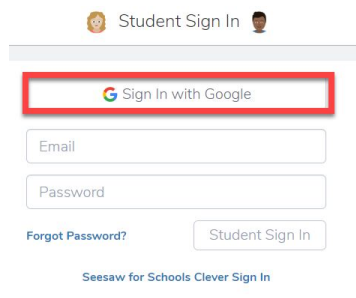 Student Sign In
Sign In with Google
Email
Password
Forgot Password? Student Sign In
Seesaw for Schools Clever Sign In